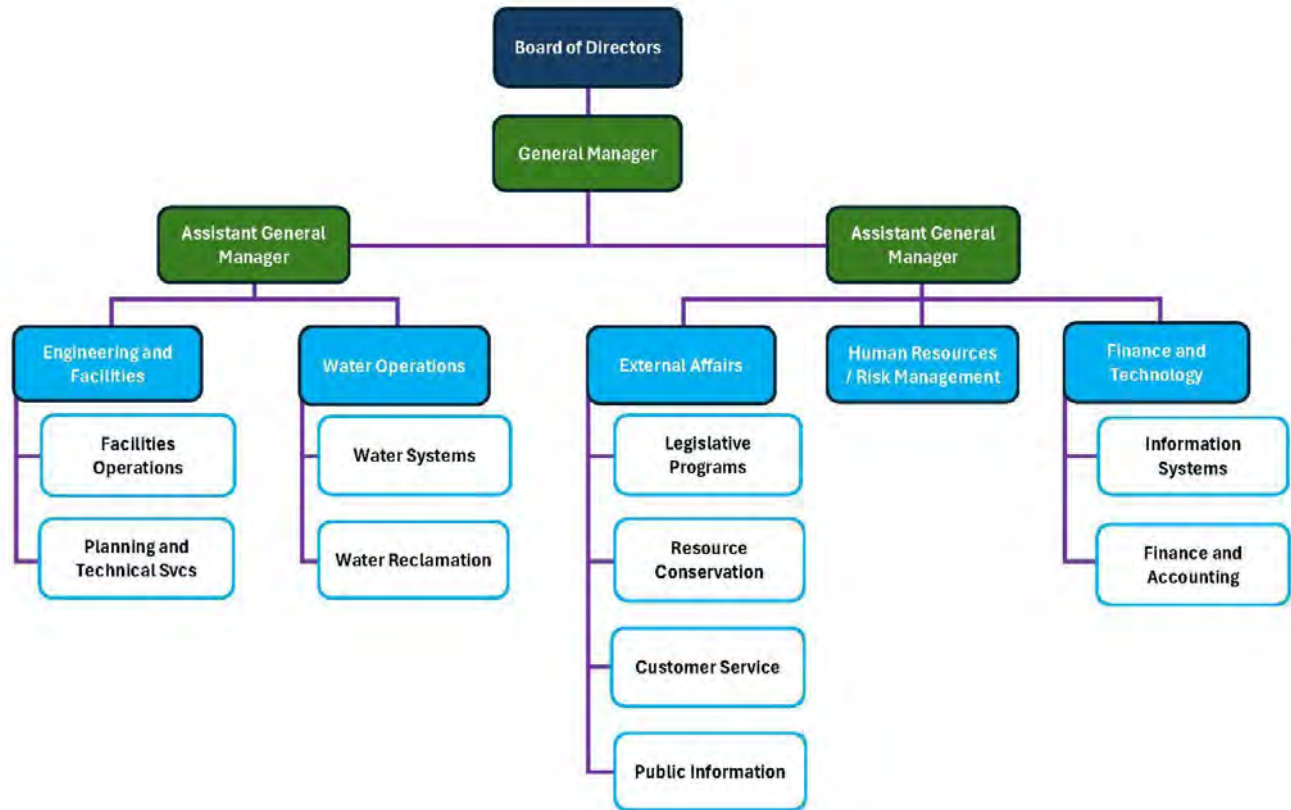 Board of Directors
General Manager
Assistant General
Manager
Assistant General
Manager
Engineering and
Facilities
Water Operations
External Affairs
Human Resources
/ Risk Management
Finance and
Technology
Facilities
Operations
Water Systems
Legislative
Programs
Information
Systems
Planning and
Technical Svcs
Water Reclamation
Resource
Conservation
Finance and
Accounting
Customer Service
Public Information